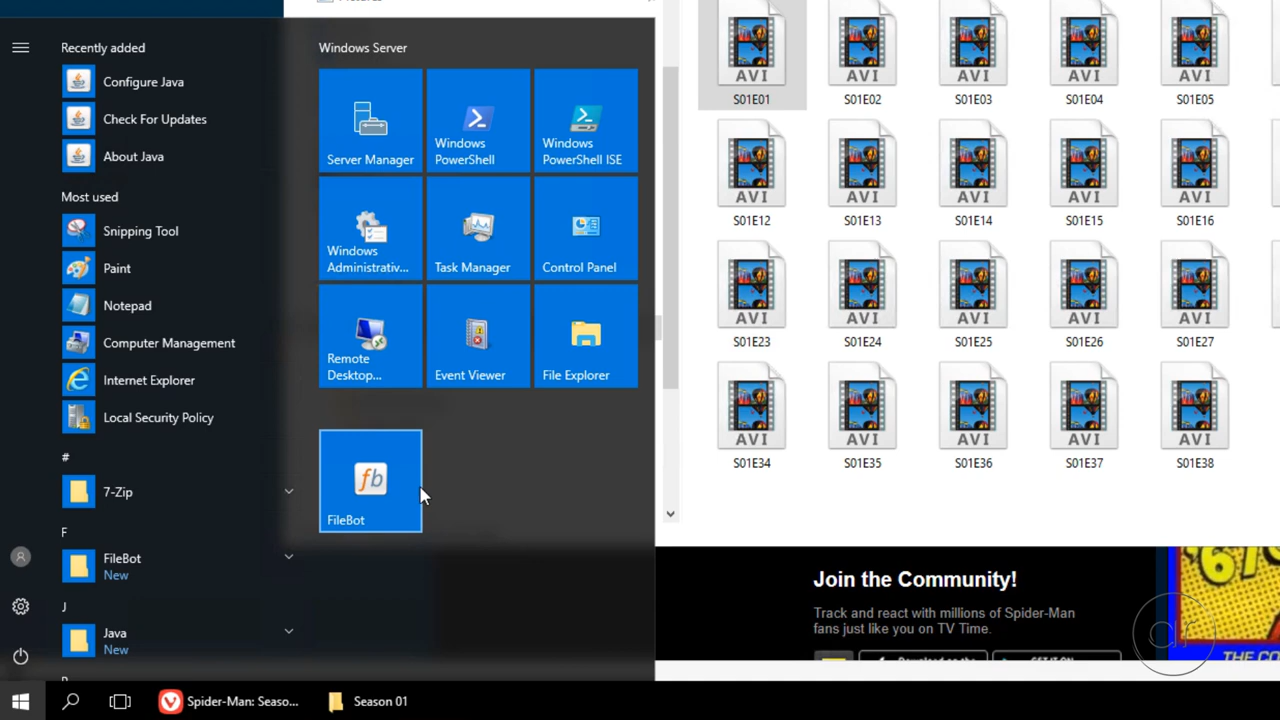 Recently added
Configure Java
Check For Updates
About Java
Most used
Snipping Tool
Paint
Notepad
Computer Management
Internet Explorer
Local Security Policy
#
7-Zip
F
FileBot
New
J
Java
New
Windows Server
Server Manager
Windows
PowerShell
Windows
PowerShell ISE
Windows
Administrativ...
Task Manager
Control Panel
Remote
Desktop...
Event Viewer
File Explorer
fb
FileBot
AVI AVI AVI AVI AVI
S01E01 S01E02 S01E03 S01E04 S01E05
AVI AVI AVI AVI AVI
S01E12 S01E13 S01E14 S01E15 S01E16
AVI AVI AVI AVI AVI
S01E23 S01E24 S01E25 S01E26 S01E27
AVI AVI AVI AVI AVI
S01E34 S01E35 S01E36 S01E37 S01E38
Join the Community!
Track and react with millions of Spider-Man
fans just like you on TV Time.
'67
THE CO
Spider-Man: Seaso...
Season 01